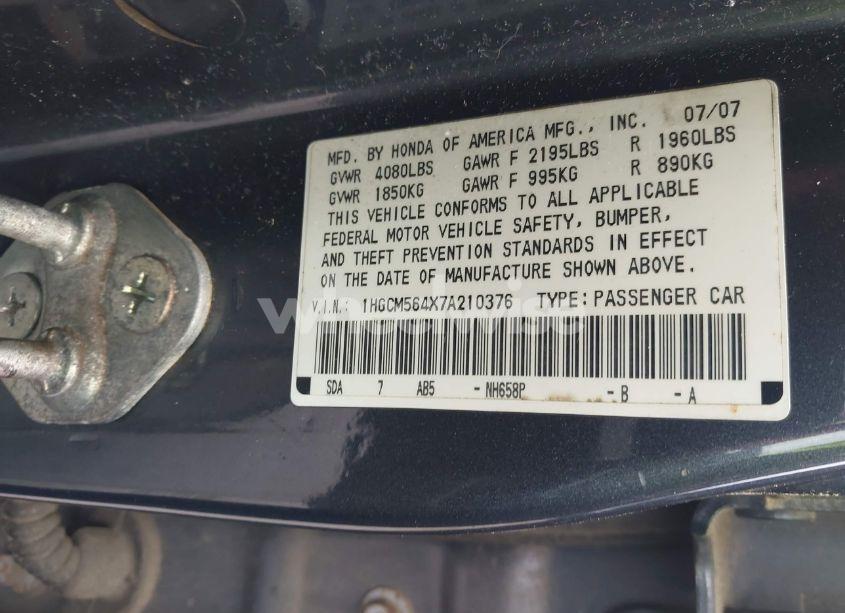 MFD. BY HONDA OF AMERICA MFG., INC. 07/07
GVWR 4080LBS GAWR F 2195LBS R 1960LBS
GVWR 1850KG GAWR F 995KG R 890KG
THIS VEHICLE CONFORMS TO ALL APPLICABLE
FEDERAL MOTOR VEHICLE SAFETY, BUMPER,
AND THEFT PREVENTION STANDARDS IN EFFECT
ON THE DATE OF MANUFACTURE SHOWN ABOVE.
V.I.N.: 1HGCM564X7A210376 TYPE: PASSENGER CAR
SDA 7 AB5 -NH658P -B -A